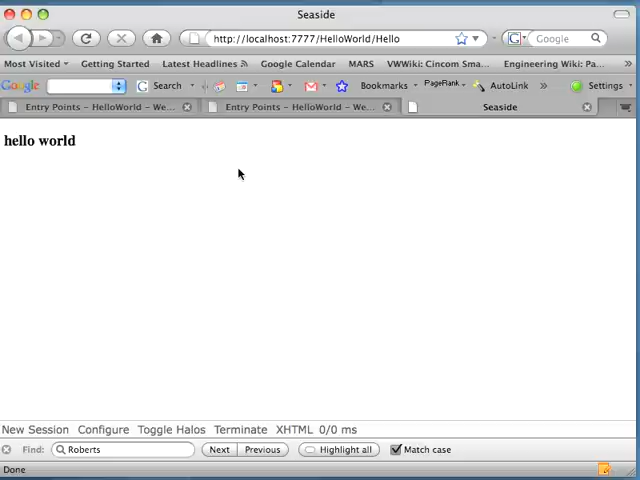 Seaside
http://localhost:7777/HelloWorld/Hello
Google
Most Visited Getting Started Latest Headlines Google Calendar MARS VWWiki: Cincom Sma... Engineering Wiki: Pa...
Google Search Bookmarks PageRank AutoLink » Settings
Entry Points - HelloWorld - We... Entry Points - HelloWorld - We... Seaside
hello world
New Session Configure Toggle Halos Terminate XHTML 0/0 ms
Find: Roberts Next Previous Highlight all Match case
Done